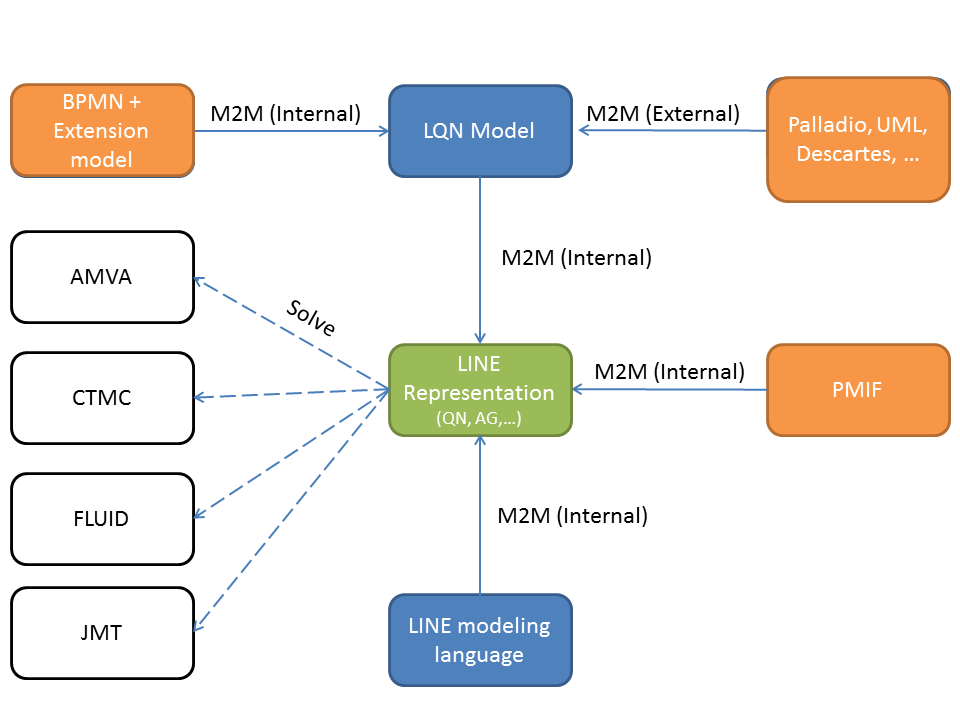 BPMN +
Extension
model
M2M (Internal)
LQN Model
M2M (External)
Palladio, UML,
Descartes, ...
M2M (Internal)
AMVA
Solve
CTMC
LINE
Representation
(QN, AG,...)
M2M (Internal)
PMIF
FLUID
M2M (Internal)
JMT
LINE modeling
language